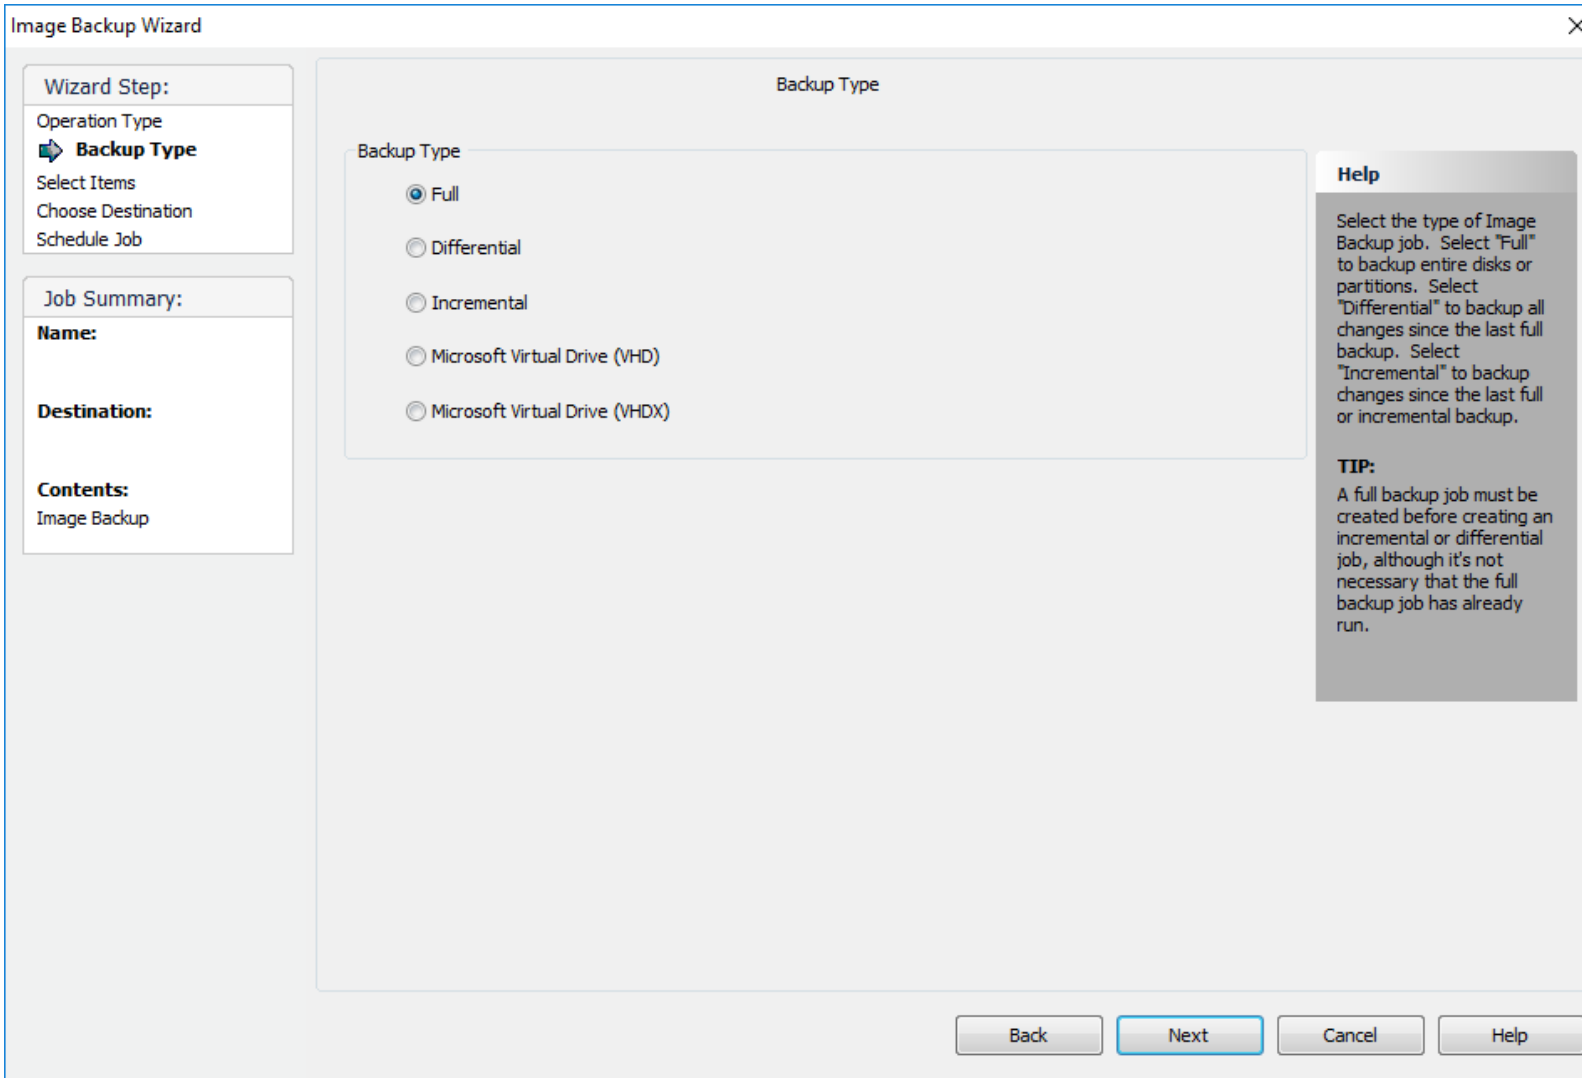 Image Backup Wizard
Wizard Step:
Operation Type
Backup Type
Select Items
Choose Destination
Schedule Job
Job Summary:
Name:
Destination:
Contents:
Image Backup
Backup Type
Backup Type
Full
Differential
Incremental
Microsoft Virtual Drive (VHD)
Microsoft Virtual Drive (VHDX)
Help
Select the type of Image
Backup job.  Select "Full"
to backup entire disks or
partitions.  Select
"Differential" to backup all
changes since the last full
backup.  Select
"Incremental" to backup
changes since the last full
or incremental backup.
TIP:
A full backup job must be
created before creating an
incremental or differential
job, although it's not
necessary that the full
backup job has already
run.
Back
Next
Cancel
Help